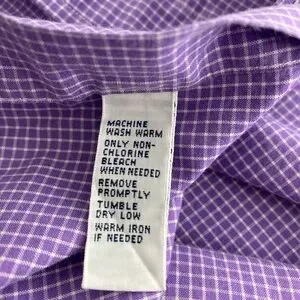 MACHINE
WASH WARM
ONLY NON-
CHLORINE
BLEACH
WHEN NEEDED
REMOVE
PROMPTLY
TUMBLE
DRY LOW
WARM IRON
IF NEEDED